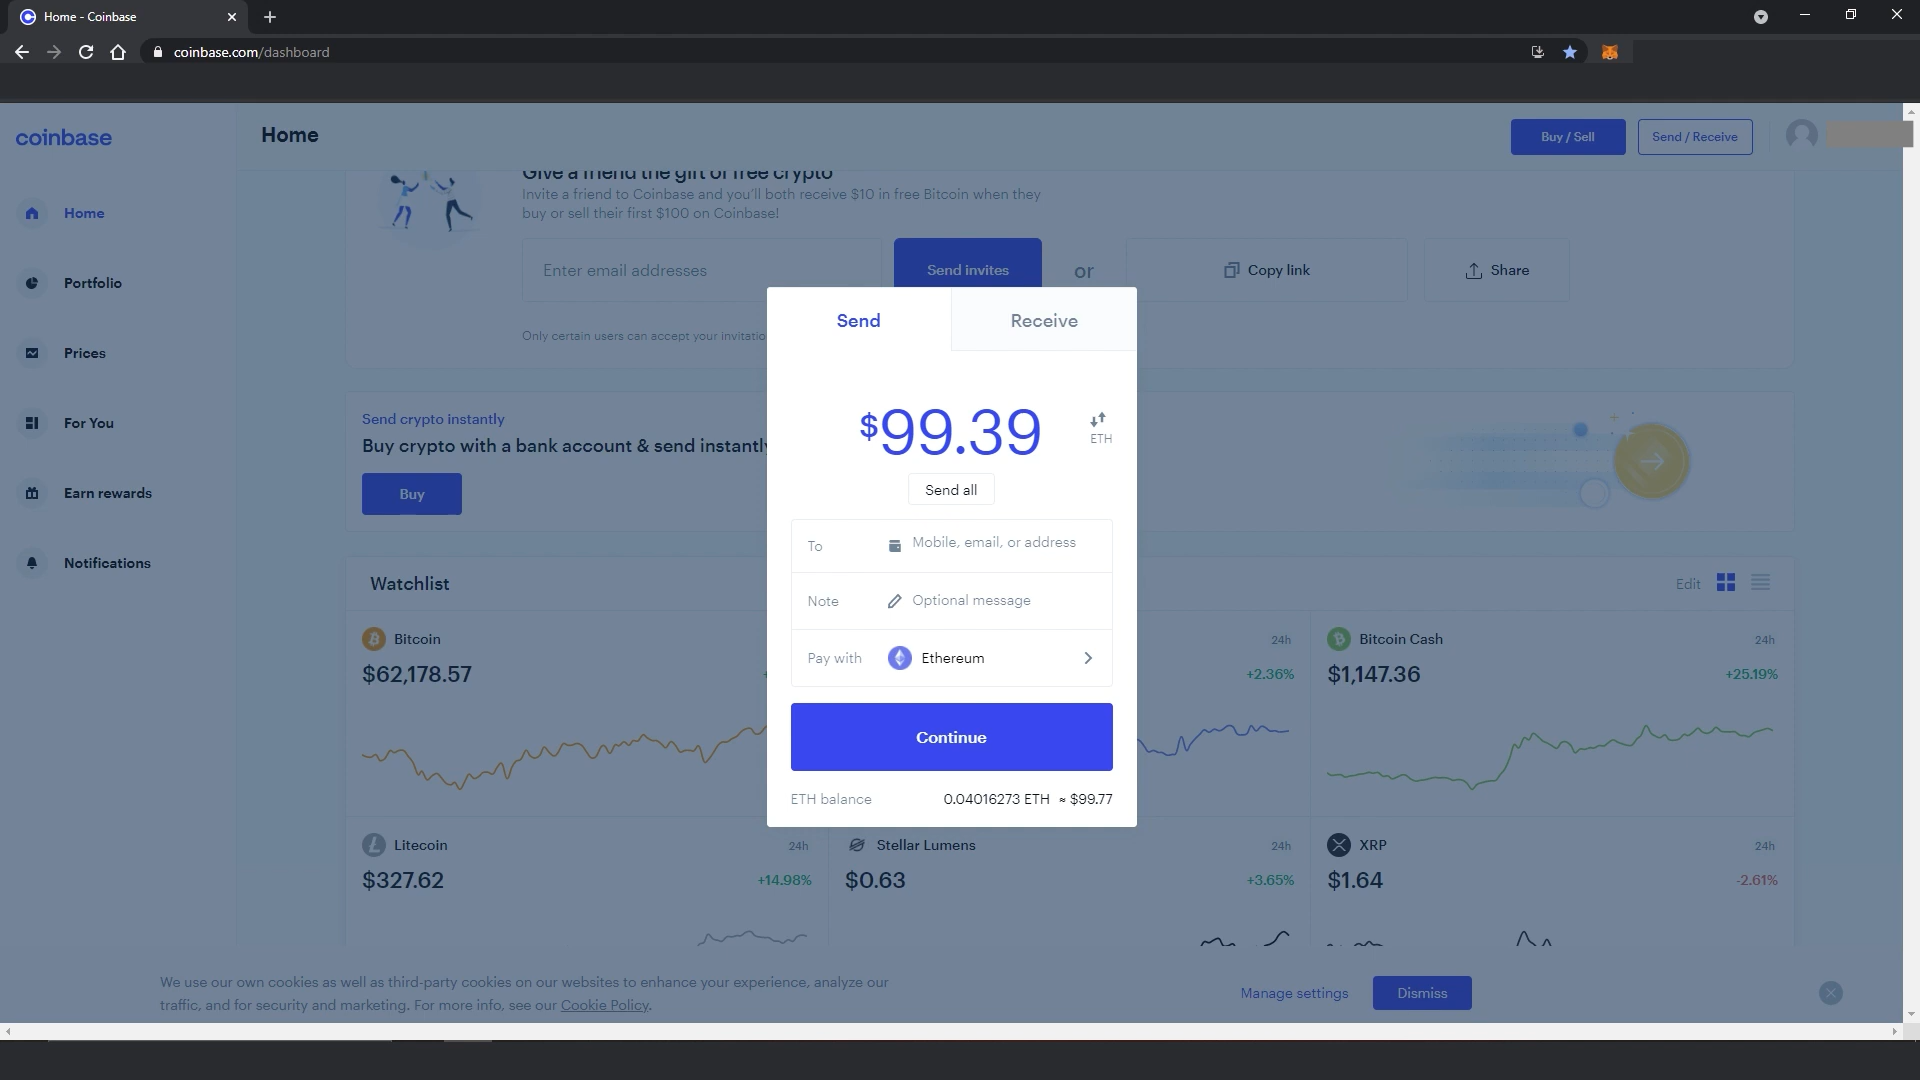 Home - Coinbase
coinbase.com/dashboard
coinbase
Home
Buy / Sell
Send / Receive
Home
Portfolio
Prices
For You
Earn rewards
Notifications
Give a friend the gift of free crypto
Invite a friend to Coinbase and you'll both receive $10 in free Bitcoin when they
buy or sell their first $100 on Coinbase!
Enter email addresses
Send invites
or
Copy link
Share
Only certain users can accept your invitatio
Send crypto instantly
Buy crypto with a bank account & send instantly
Buy
Send
Receive
$99.39
ETH
Send all
To
Mobile, email, or address
Note
Optional message
Pay with
Ethereum
Continue
ETH balance
0.04016273 ETH ≈ $99.77
Watchlist
Edit
Bitcoin
$62,178.57
24h
+2.36%
Bitcoin Cash
24h
$1,147.36
+25.19%
Litecoin
24h
$327.62
+14.98%
Stellar Lumens
24h
$0.63
+3.65%
XRP
24h
$1.64
-2.61%
We use our own cookies as well as third-party cookies on our websites to enhance your experience, analyze our
traffic, and for security and marketing. For more info, see our Cookie Policy.
Manage settings
Dismiss